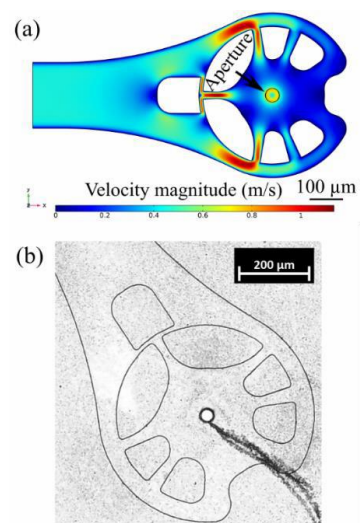 (a)
Aperture
y
x
Velocity magnitude (m/s)
100 µm
0 0.2 0.4 0.6 0.8 1
(b)
200 µm